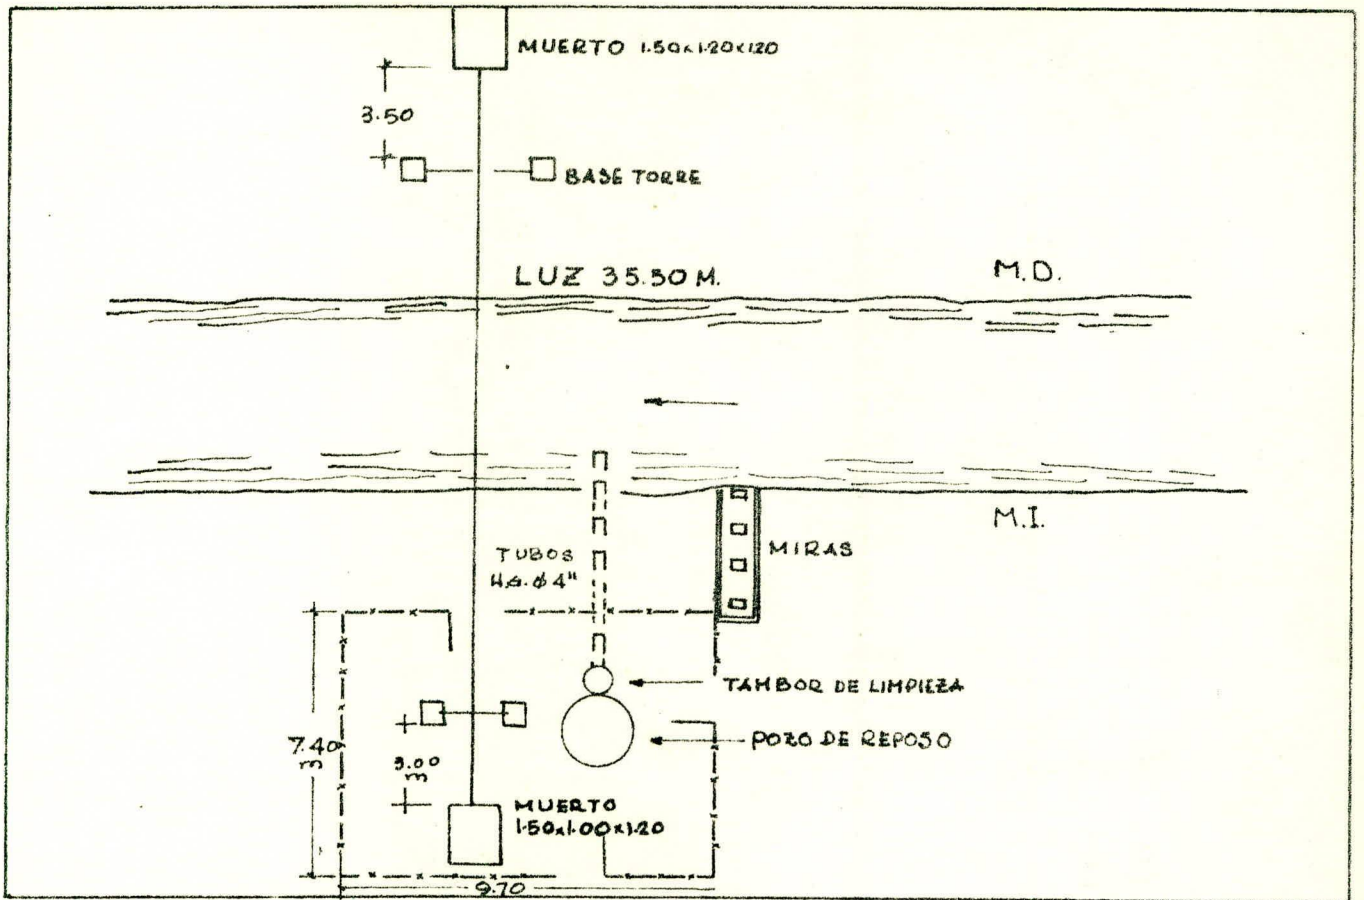 MUERTO 1.50x1.20x1.20
3.50
BASE TORRE
LUZ 35.50 M.
M.D.
M.I.
TUBOS
H.G. Ø 4"
MIRAS
TAMBOR DE LIMPIEZA
POZO DE REPOSO
7.40
m
3.00
m
MUERTO
1.50x1.00x1.20
9.70